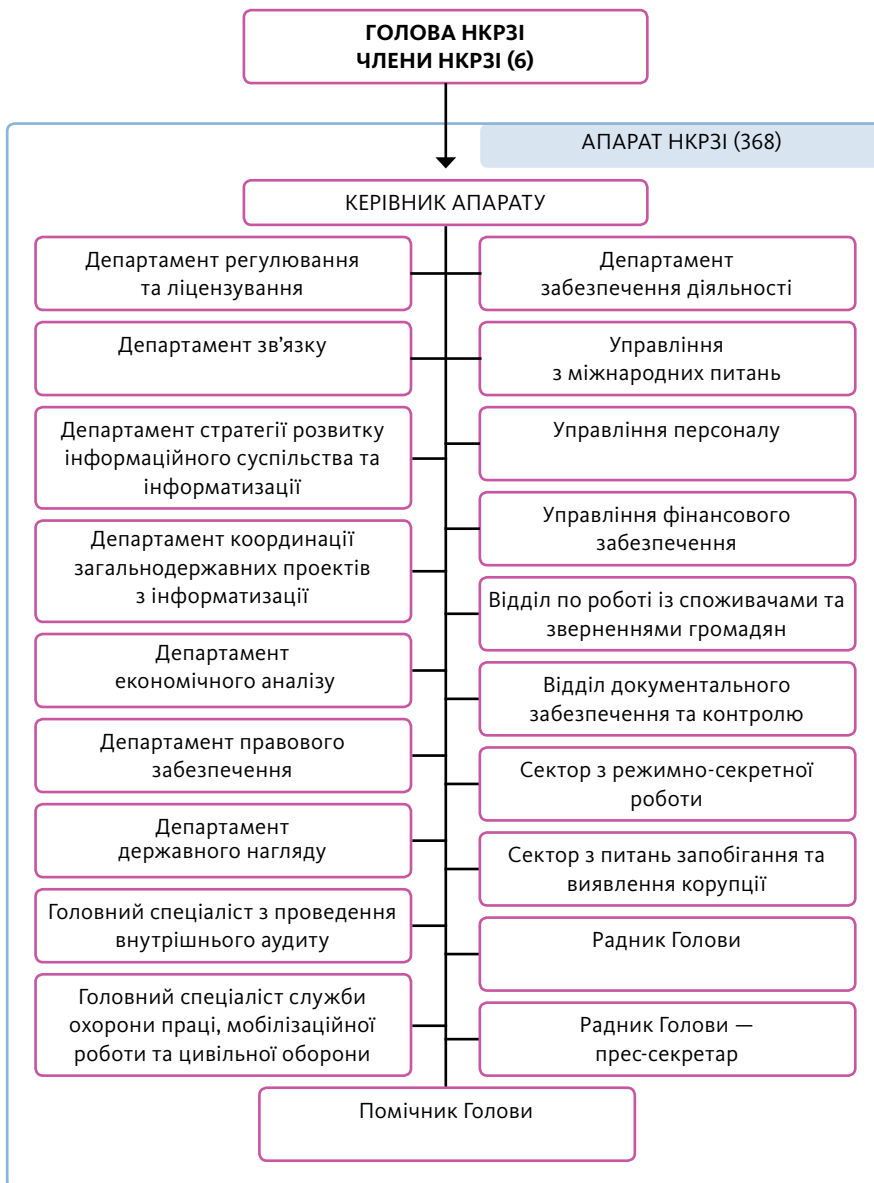 ГОЛОВА НКРЗІ
ЧЛЕНИ НКРЗІ (6)
АПАРАТ НКРЗІ (368)
КЕРІВНИК АПАРАТУ
Департамент регулювання
та ліцензування
Департамент зв'язку
Департамент стратегії розвитку
інформаційного суспільства та
інформатизації
Департамент координації
загальнодержавних проектів
з інформатизації
Департамент
економічного аналізу
Департамент правового
забезпечення
Департамент
державного нагляду
Головний спеціаліст з проведення
внутрішнього аудиту
Головний спеціаліст служби
охорони праці, мобілізаційної
роботи та цивільної оборони
Департамент
забезпечення діяльності
Управління
з міжнародних питань
Управління персоналу
Управління фінансового
забезпечення
Відділ по роботі із споживачами та
зверненнями громадян
Відділ документального
забезпечення та контролю
Сектор з режимно-секретної
роботи
Сектор з питань запобігання та
виявлення корупції
Радник Голови
Радник Голови —
прес-секретар
Помічник Голови